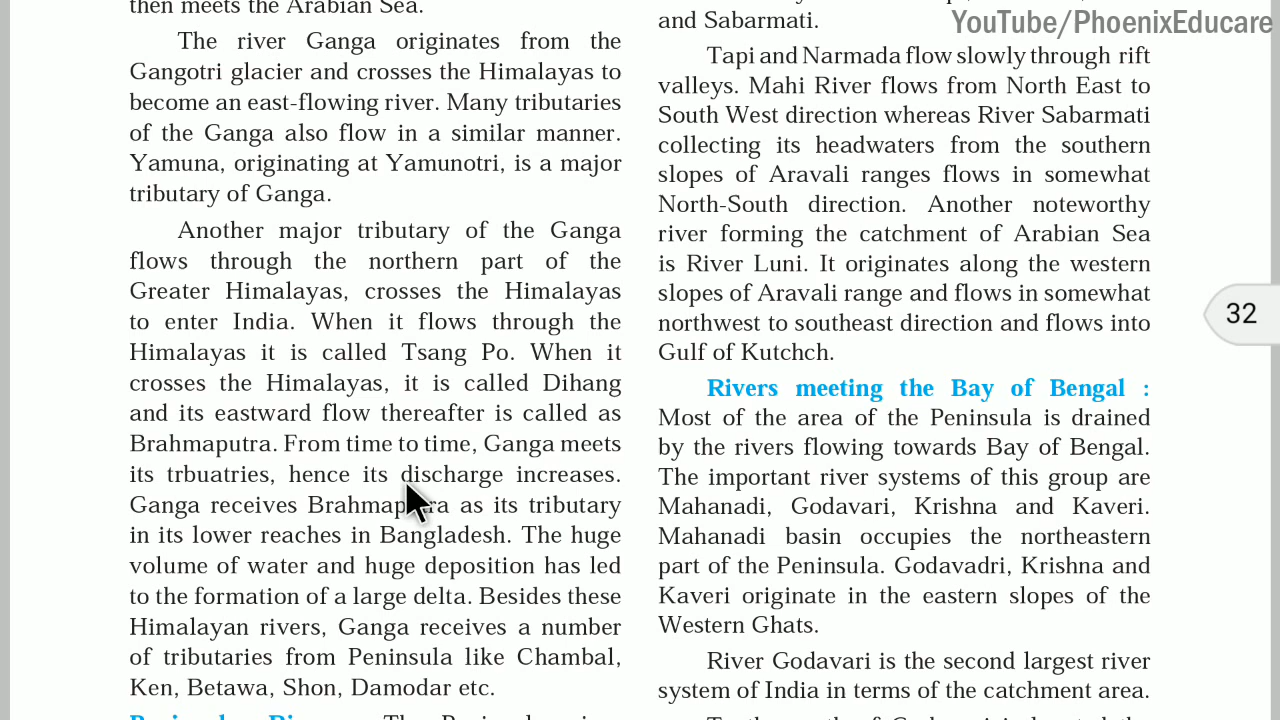 then meets the Arabian Sea.
The river Ganga originates from the
Gangotri glacier and crosses the Himalayas to
become an east-flowing river. Many tributaries
of the Ganga also flow in a similar manner.
Yamuna, originating at Yamunotri, is a major
tributary of Ganga.
Another major tributary of the Ganga
flows through the northern part of the
Greater Himalayas, crosses the Himalayas
to enter India. When it flows through the
Himalayas it is called Tsang Po. When it
crosses the Himalayas, it is called Dihang
and its eastward flow thereafter is called as
Brahmaputra. From time to time, Ganga meets
its trbuatries, hence its discharge increases.
Ganga receives Brahmaputra as its tributary
in its lower reaches in Bangladesh. The huge
volume of water and huge deposition has led
to the formation of a large delta. Besides these
Himalayan rivers, Ganga receives a number
of tributaries from Peninsula like Chambal,
Ken, Betawa, Shon, Damodar etc.
and Sabarmati.
YouTube/PhoenixEducare
Tapi and Narmada flow slowly through rift
valleys. Mahi River flows from North East to
South West direction whereas River Sabarmati
collecting its headwaters from the southern
slopes of Aravali ranges flows in somewhat
North-South direction. Another noteworthy
river forming the catchment of Arabian Sea
is River Luni. It originates along the western
slopes of Aravali range and flows in somewhat
northwest to southeast direction and flows into
Gulf of Kutchch.
Rivers meeting the Bay of Bengal :
Most of the area of the Peninsula is drained
by the rivers flowing towards Bay of Bengal.
The important river systems of this group are
Mahanadi, Godavari, Krishna and Kaveri.
Mahanadi basin occupies the northeastern
part of the Peninsula. Godavadri, Krishna and
Kaveri originate in the eastern slopes of the
Western Ghats.
River Godavari is the second largest river
system of India in terms of the catchment area.
32